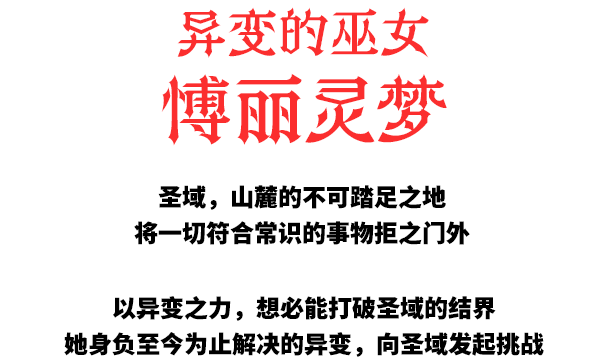 异变的巫女
愽丽灵梦
圣域，山麓的不可踏足之地
将一切符合常识的事物拒之门外
以异变之力，想必能打破圣域的结界
她身负至今为止解决的异变，向圣域发起挑战